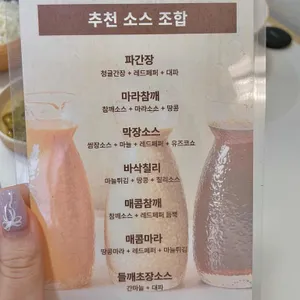 추천 소스 조합
파간장
정글간장 + 레드페퍼 + 대파
마라참깨
참깨소스 + 마라소스 + 땅콩
막장소스
쌈장소스 + 마늘 + 레드페퍼 + 유즈코쇼
바삭칠리
마늘튀김 + 땅콩 + 칠리소스
매콤참깨
참깨소스 + 레드페퍼 듬뿍
매콤마라
땅콩마라 + 레드페퍼 + 마늘튀김
들깨초장소스
간마늘 + 대파